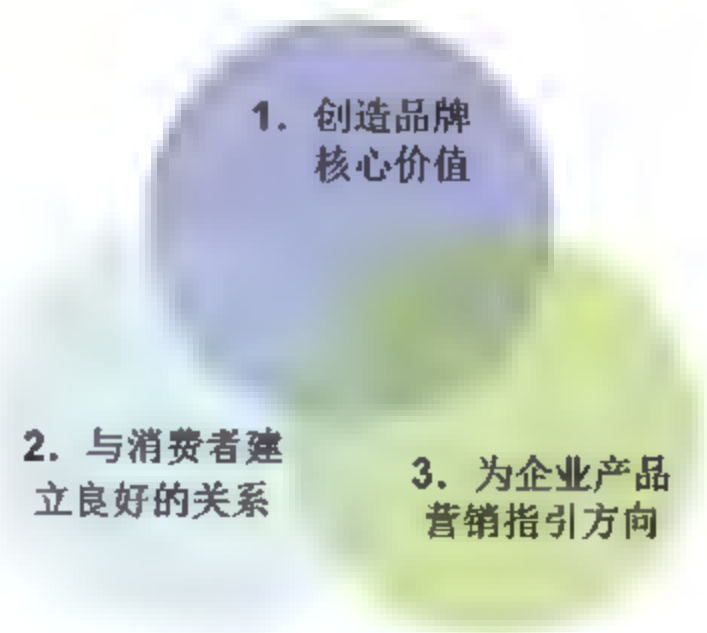 1. 创造品牌
核心价值
2. 与消费者建
立良好的关系
3. 为企业产品
营销指引方向